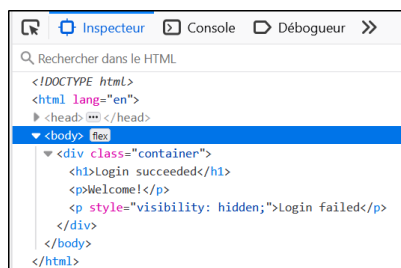 Inspecteur Console Débogueur
Rechercher dans le HTML
<!DOCTYPE html>
<html lang="en">
<head> ••• </head>
<body> flex
<div class="container">
<h1>Login succeeded</h1>
<p>Welcome!</p>
<p style="visibility: hidden;">Login failed</p>
</div>
</body>
</html>